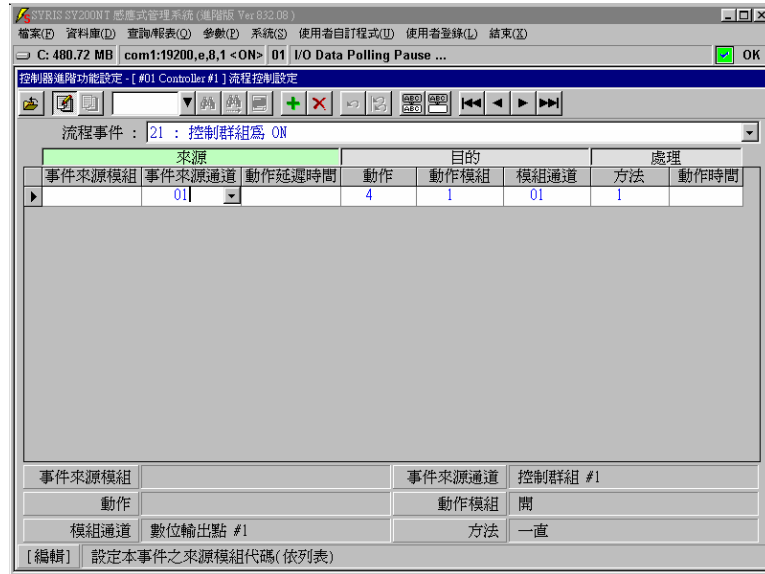 SYRIS SY200NT 感應式管理系統 (進階版 Ver 8.32.08 )
檔案(F) 資料庫(D) 查詢/報表(Q) 參數(P) 系統(S) 使用者自訂程式(U) 使用者登錄(L) 結束(X)
C: 480.72 MB com1:19200,e,8,1 <ON> 01 I/O Data Polling Pause ... OK
控制器進階功能設定 - [ #01 Controller #1 ] 流程控制設定
流程事件 : 21 : 控制群組為 ON
來源 目的 處理
事件來源模組 事件來源通道 動作延遲時間 動作 動作模組 模組通道 方法 動作時間
01 4 1 01 1
事件來源模組 事件來源通道 控制群組 #1
動作 動作模組 開
模組通道 數位輸出點 #1 方法 一直
[編輯] 設定本事件之來源模組代碼(依列表)